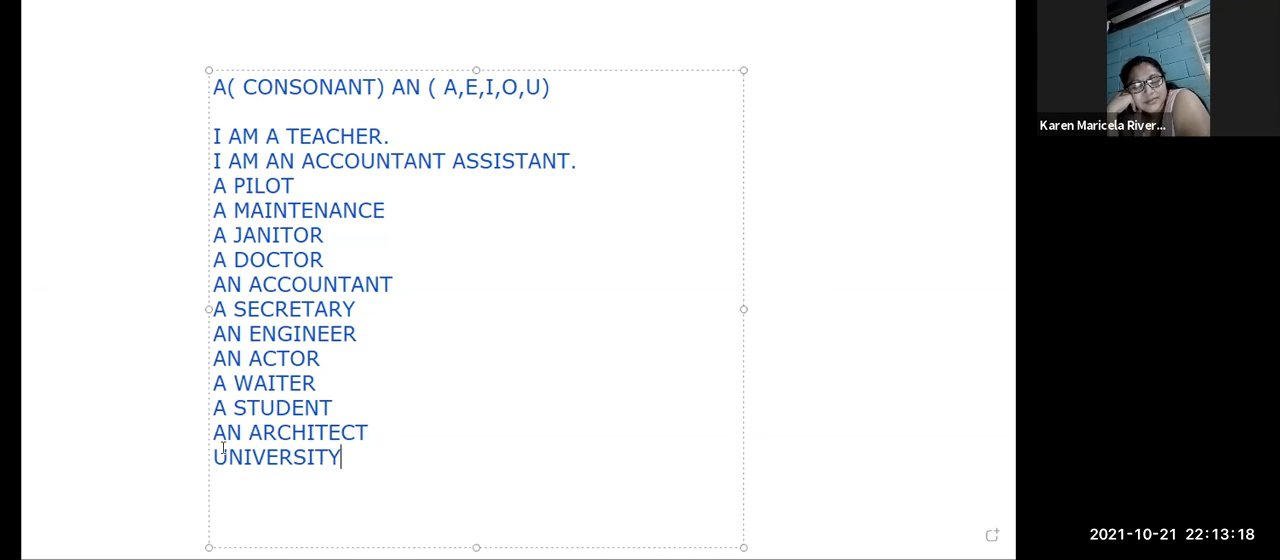 A( CONSONANT) AN ( A,E,I,O,U)
I AM A TEACHER.
I AM AN ACCOUNTANT ASSISTANT.
A PILOT
A MAINTENANCE
A JANITOR
A DOCTOR
AN ACCOUNTANT
A SECRETARY
AN ENGINEER
AN ACTOR
A WAITER
A STUDENT
AN ARCHITECT
UNIVERSITY
Karen Maricela River...
2021-10-21 22:13:18